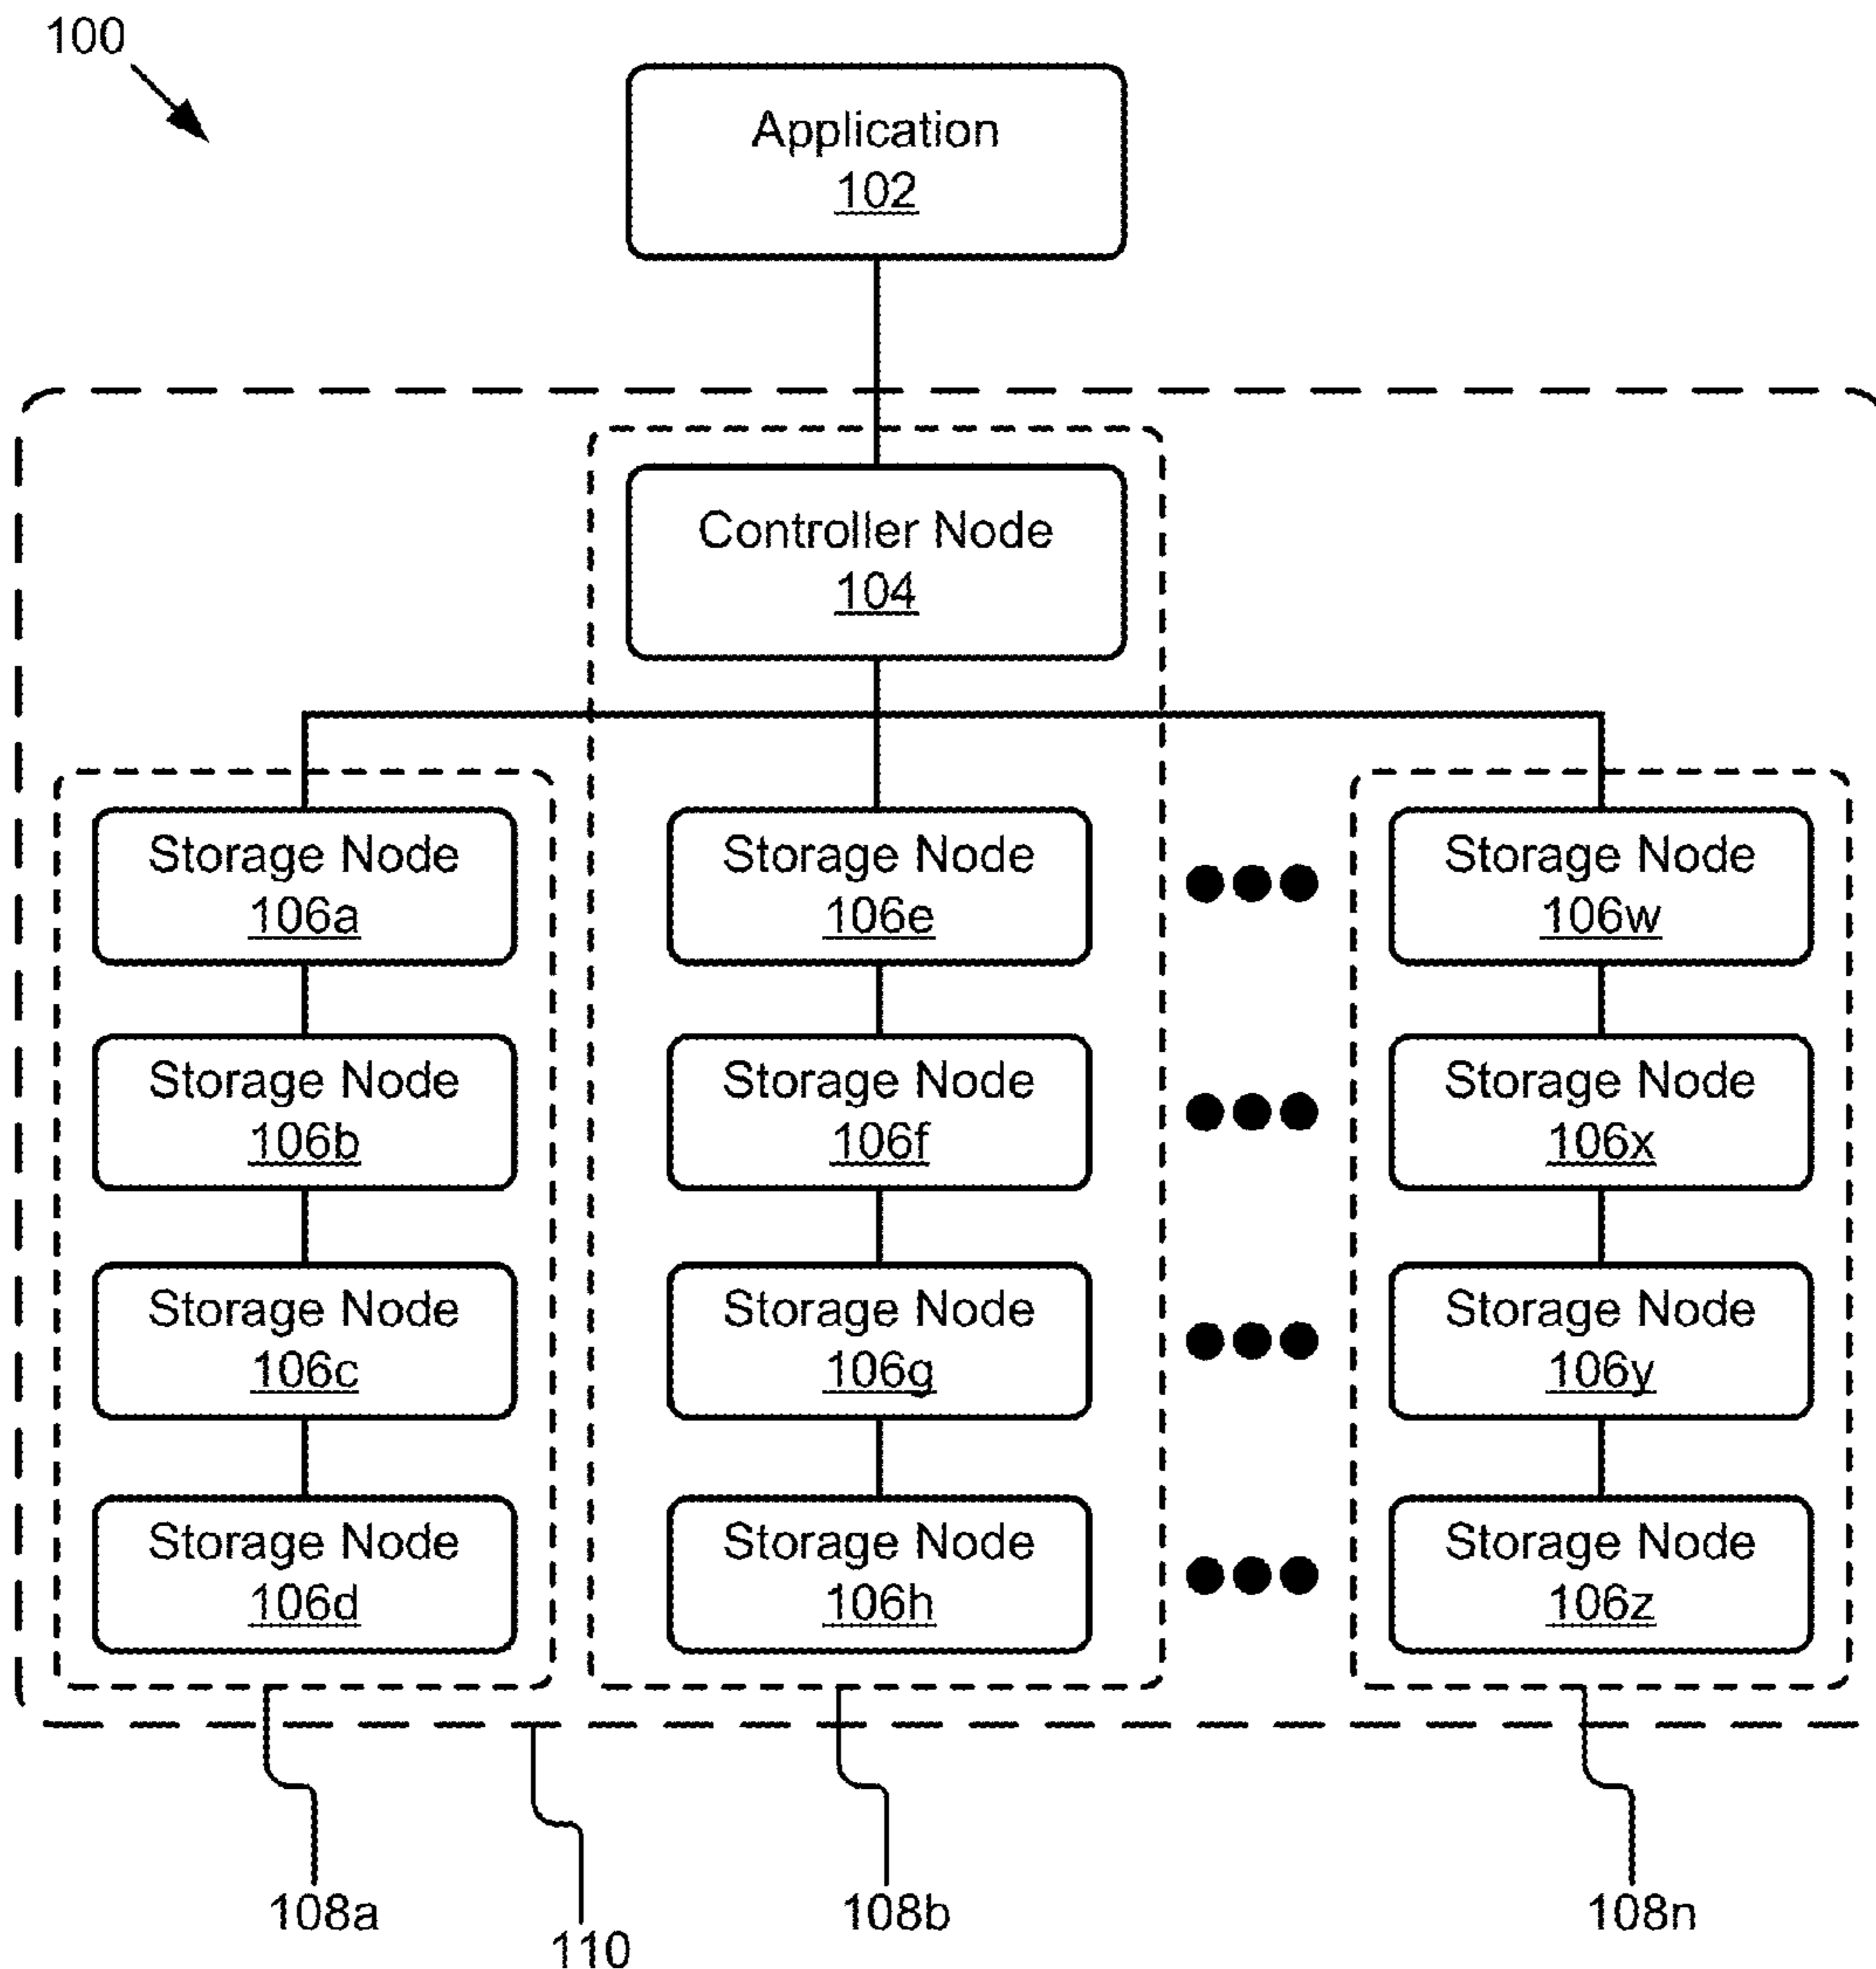 100
Application
102
Controller Node
104
Storage Node
106a
Storage Node
106e
Storage Node
106w
Storage Node
106b
Storage Node
106f
Storage Node
106x
Storage Node
106c
Storage Node
106g
Storage Node
106y
Storage Node
106d
Storage Node
106h
Storage Node
106z
108a
110
108b
108n